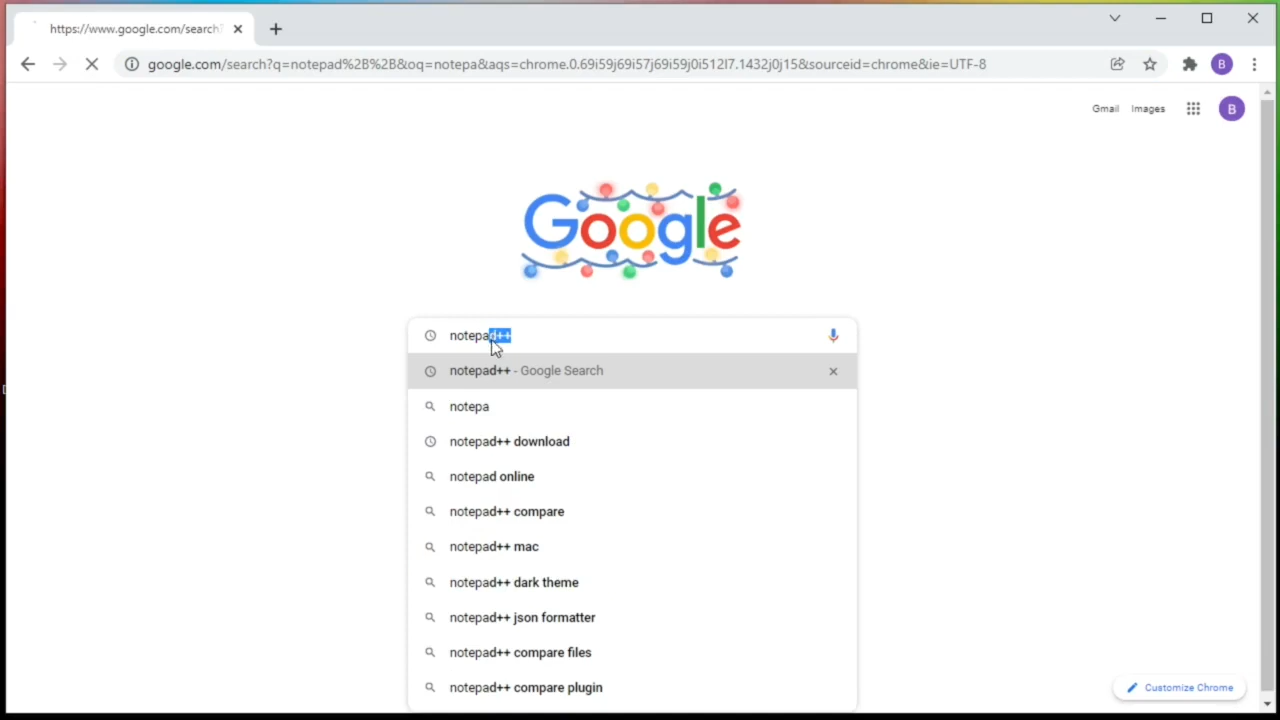 https://www.google.com/search?
google.com/search?q=notepad%2B%2B&oq=notepa&aqs=chrome.0.69i59j69i57j69i59j0i512l7.1432j0j15&sourceid=chrome&ie=UTF-8
B
Gmail Images
B
Google
notepad++
notepad++ - Google Search
notepa
notepad++ download
notepad online
notepad++ compare
notepad++ mac
notepad++ dark theme
notepad++ json formatter
notepad++ compare files
notepad++ compare plugin
Customize Chrome